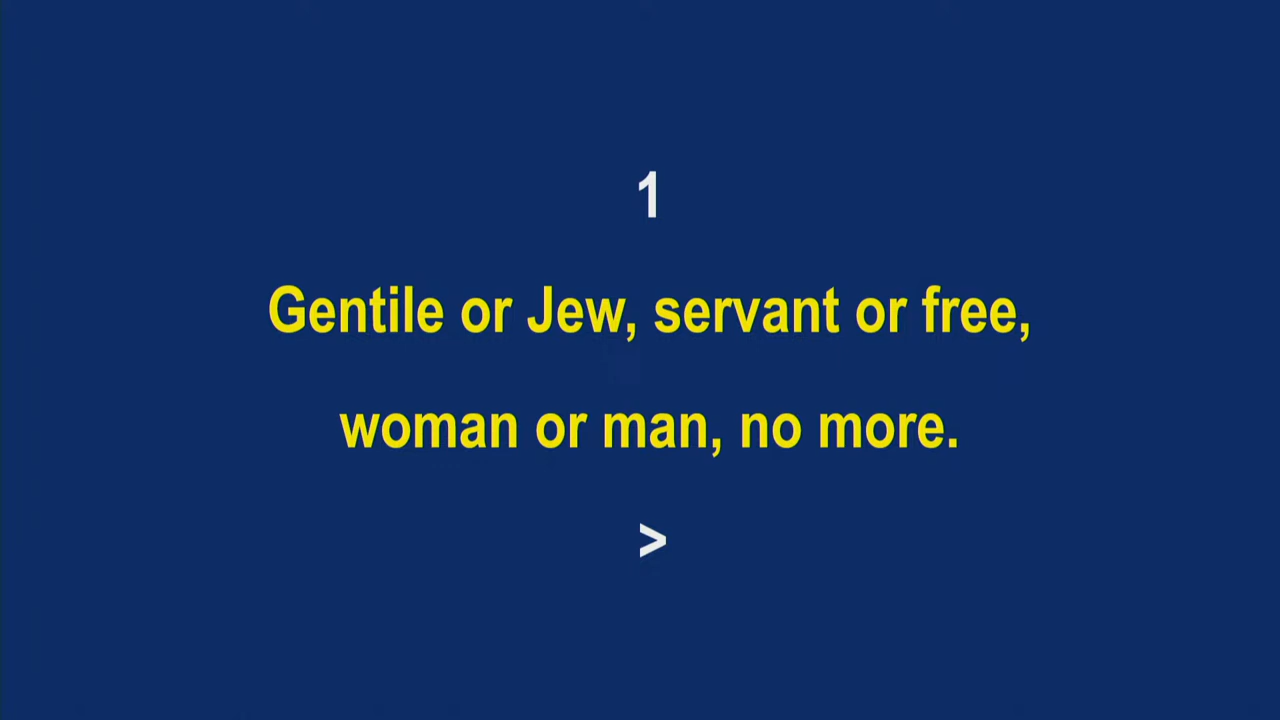 1
Gentile or Jew, servant or free,
woman or man, no more.
>